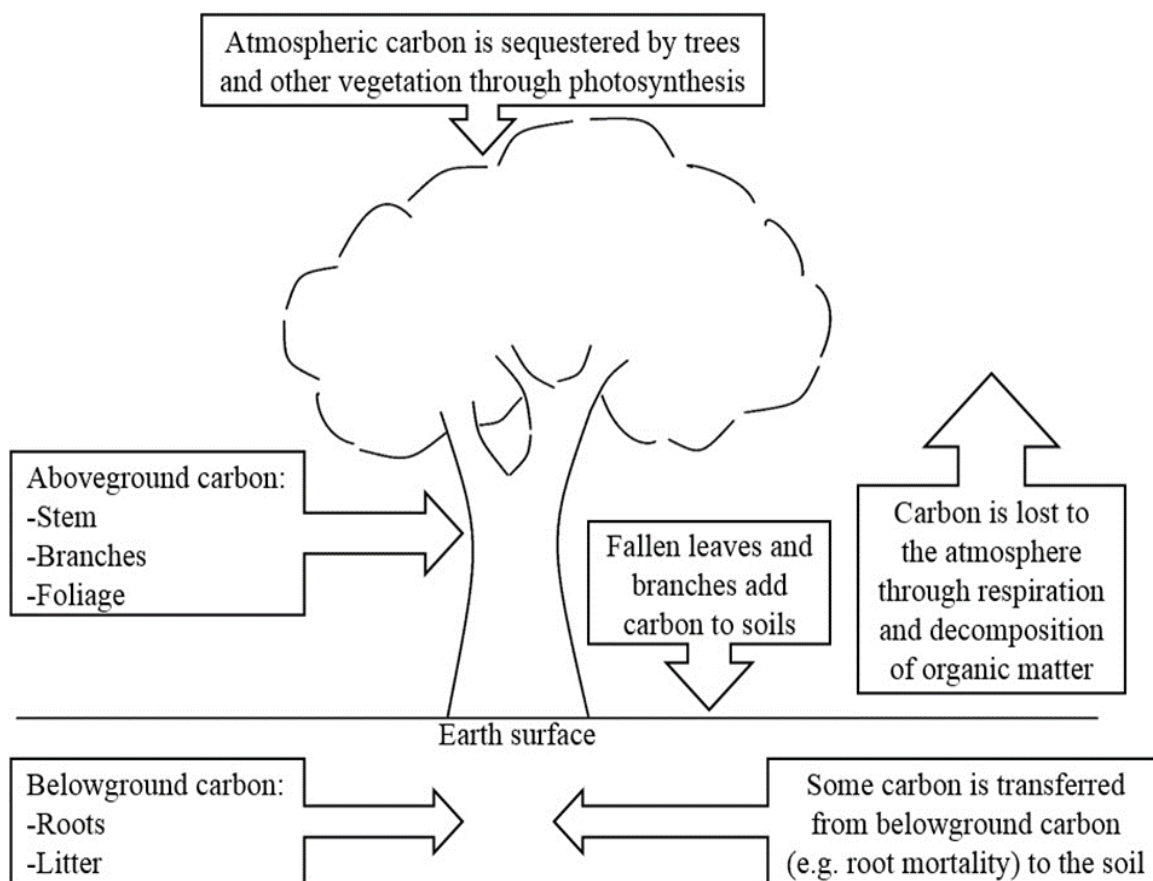 Atmospheric carbon is sequestered by trees
and other vegetation through photosynthesis
Aboveground carbon:
-Stem
-Branches
-Foliage
Fallen leaves and
branches add
carbon to soils
Carbon is lost to
the atmosphere
through respiration
and decomposition
of organic matter
Earth surface
Belowground carbon:
-Roots
-Litter
Some carbon is transferred
from belowground carbon
(e.g. root mortality) to the soil